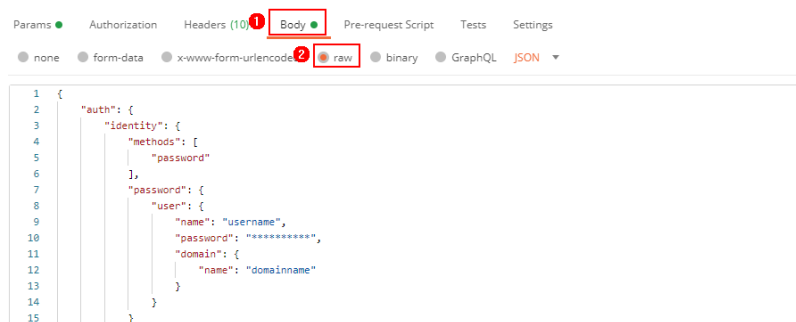 Params Authorization Headers (10) 1 Body Pre-request Script Tests Settings
none form-data x-www-form-urlencoded 2 raw binary GraphQL JSON
1 {
2 "auth": {
3 "identity": {
4 "methods": [
5 "password"
6 ],
7 "password": {
8 "user": {
9 "name": "username",
10 "password": "**********",
11 "domain": {
12 "name": "domainname"
13 }
14 }
15 }